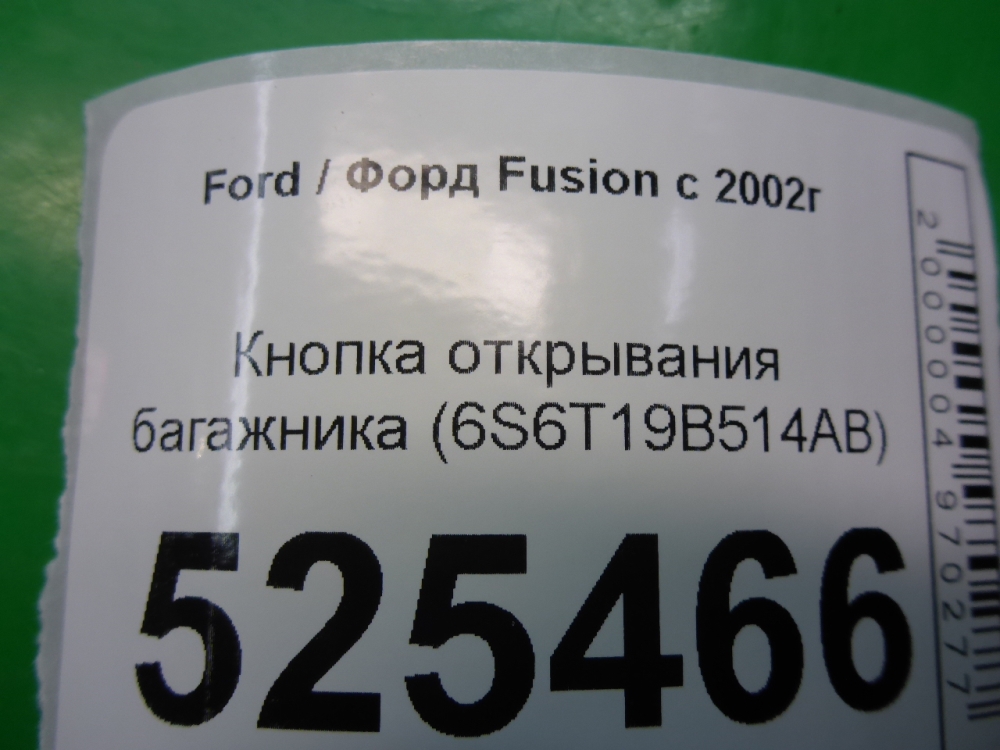 Ford / Форд Fusion с 2002г
Кнопка открывания
багажника (6S6T19B514AB)
525466
2000004970277